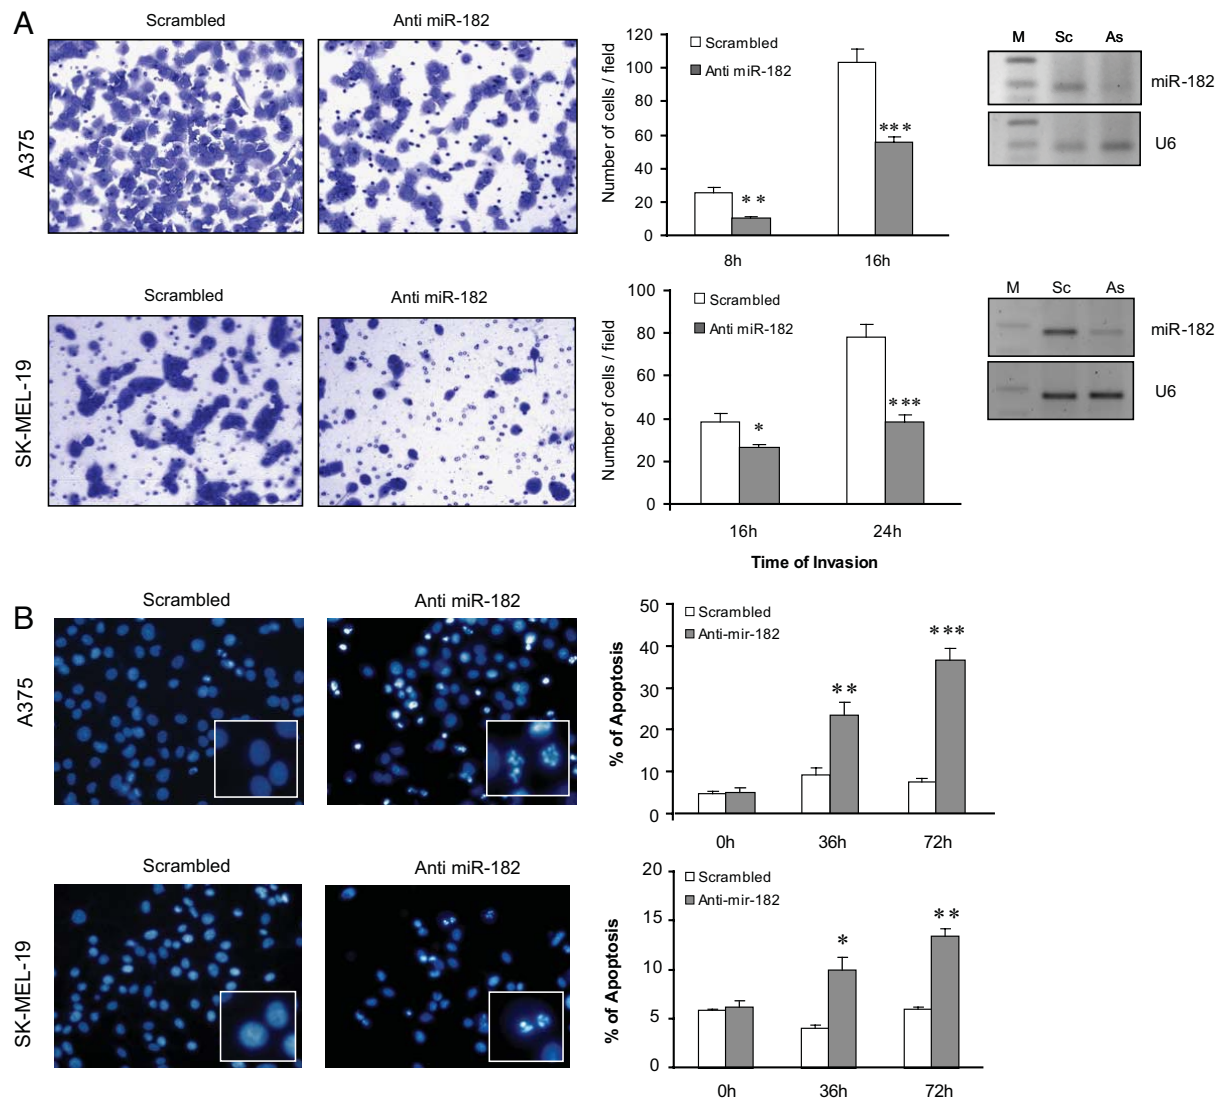 A
Scrambled
Anti miR-182
A375
120
100
80
60
40
20
0
Number of cells / field
Scrambled
Anti miR-182
**
***
8h
16h
M Sc As
miR-182
U6
Scrambled
Anti miR-182
SK-MEL-19
100
80
60
40
20
0
Number of cells / field
Scrambled
Anti miR-182
*
***
16h
24h
Time of Invasion
M Sc As
miR-182
U6
B
Scrambled
Anti miR-182
A375
50
40
30
20
10
0
% of Apoptosis
Scrambled
Anti-mir-182
**
***
0h
36h
72h
Scrambled
Anti miR-182
SK-MEL-19
20
15
10
5
0
% of Apoptosis
Scrambled
Anti-mir-182
*
**
0h
36h
72h